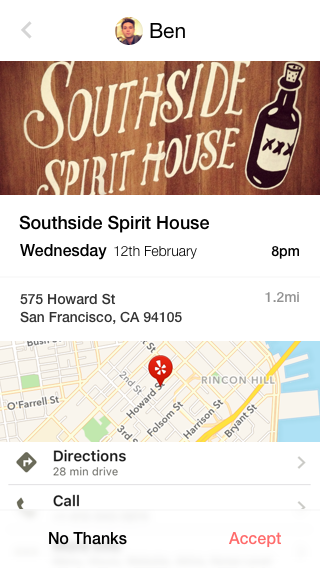 Ben
SOUTHSIDE
SPIRIT HOUSE
XXX
Southside Spirit House
Wednesday 12th February 8pm
575 Howard St 1.2mi
San Francisco, CA 94105
Bush St
2nd St
RINCON HILL
Howard St
O'Farrell St
Folsom St
Harrison St
Bryant St
3rd St
Directions
28 min drive
Call
No Thanks Accept